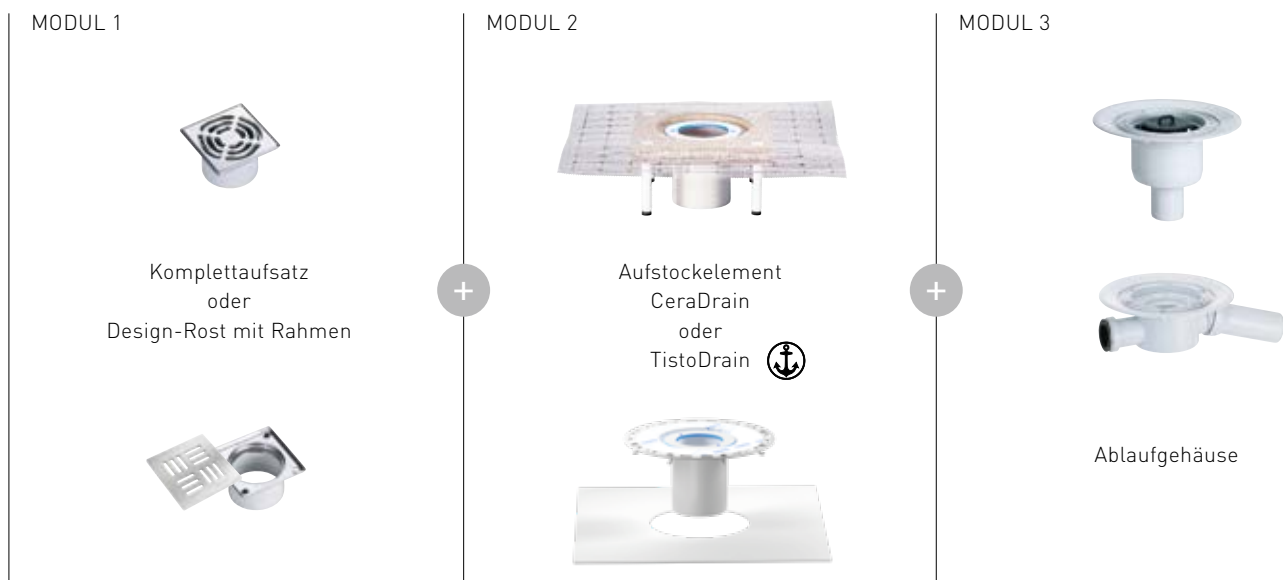 MODUL 1
Komplettaufsatz
oder
Design-Rost mit Rahmen
+
MODUL 2
Aufstockelement
CeraDrain
oder
TistoDrain
+
MODUL 3
Ablaufgehäuse